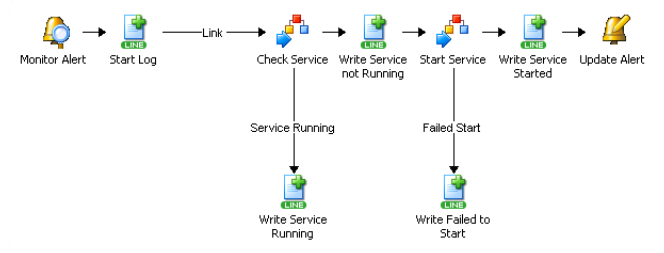 LINE
LINE
LINE
Monitor Alert
Start Log
Link
Check Service
Write Service
not Running
Start Service
Write Service
Started
Update Alert
Service Running
Failed Start
LINE
LINE
Write Service
Running
Write Failed to
Start